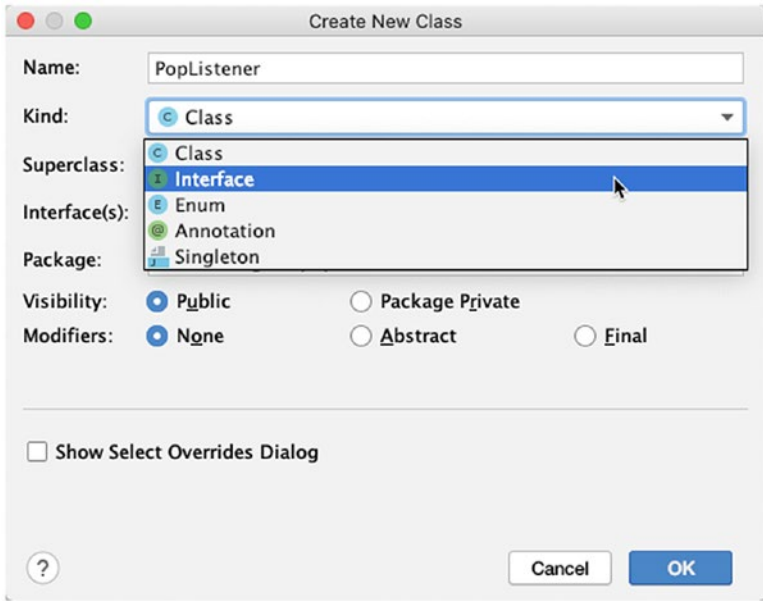 Create New Class
Name: PopListener
Kind: C Class
C Class
Superclass:
I Interface
E Enum
Interface(s):
@ Annotation
Package:
Singleton
Visibility: Public Package Private
Modifiers: None Abstract Final
Show Select Overrides Dialog
? Cancel OK